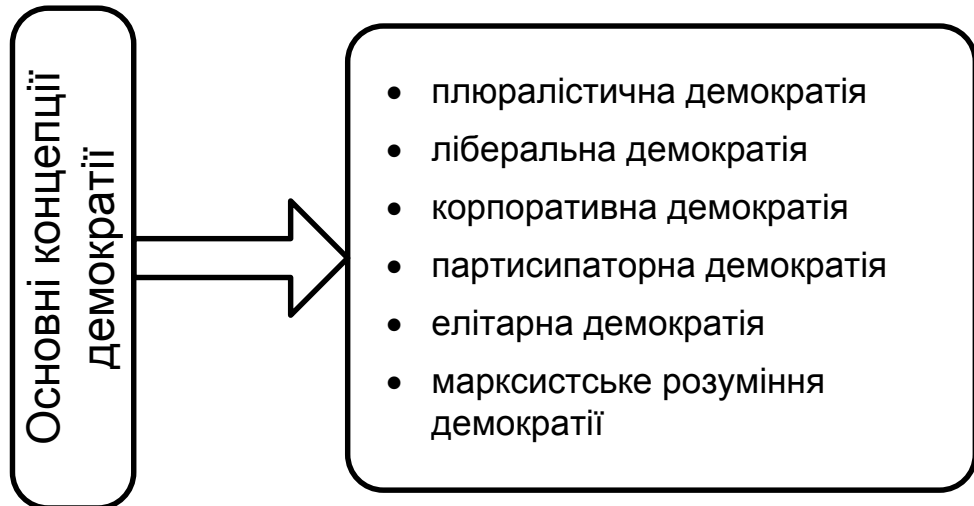 Основні концепції
демократії
• плюралістична демократія
• ліберальна демократія
• корпоративна демократія
• партисипаторна демократія
• елітарна демократія
• марксистське розуміння
демократії